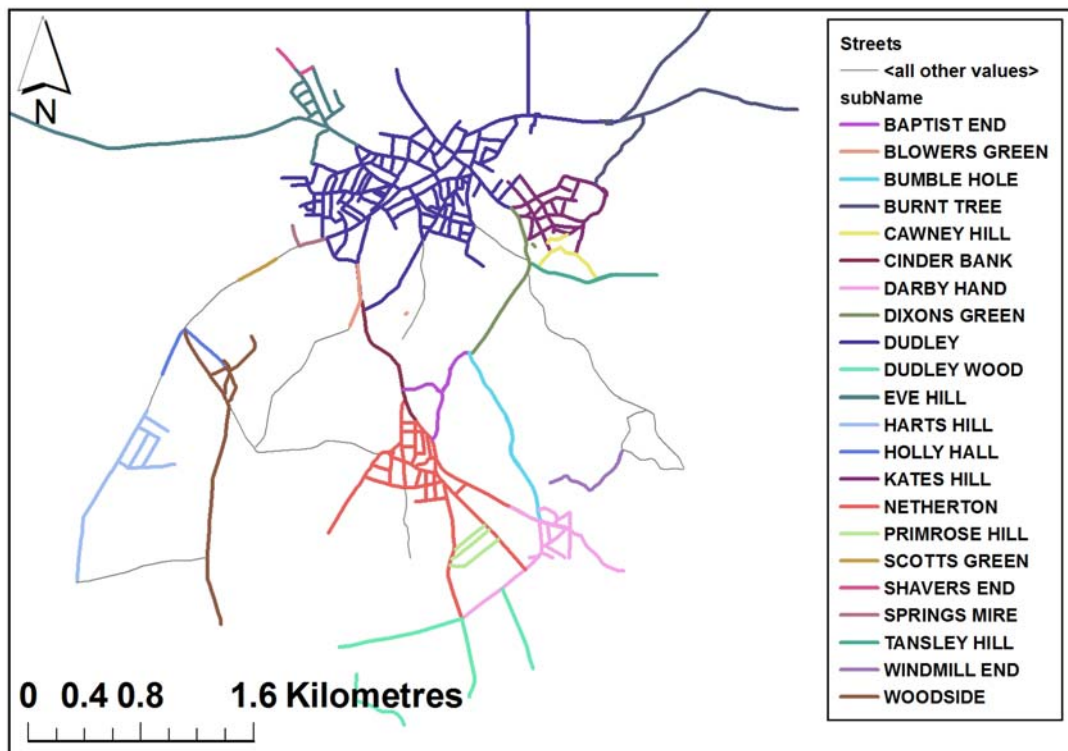 N
Streets
<all other values>
subName
BAPTIST END
BLOWERS GREEN
BUMBLE HOLE
BURNT TREE
CAWNEY HILL
CINDER BANK
DARBY HAND
DIXONS GREEN
DUDLEY
DUDLEY WOOD
EVE HILL
HARTS HILL
HOLLY HALL
KATES HILL
NETHERTON
PRIMROSE HILL
SCOTTS GREEN
SHAVERS END
SPRINGS MIRE
TANSLEY HILL
WINDMILL END
WOODSIDE
0 0.4 0.8 1.6 Kilometres